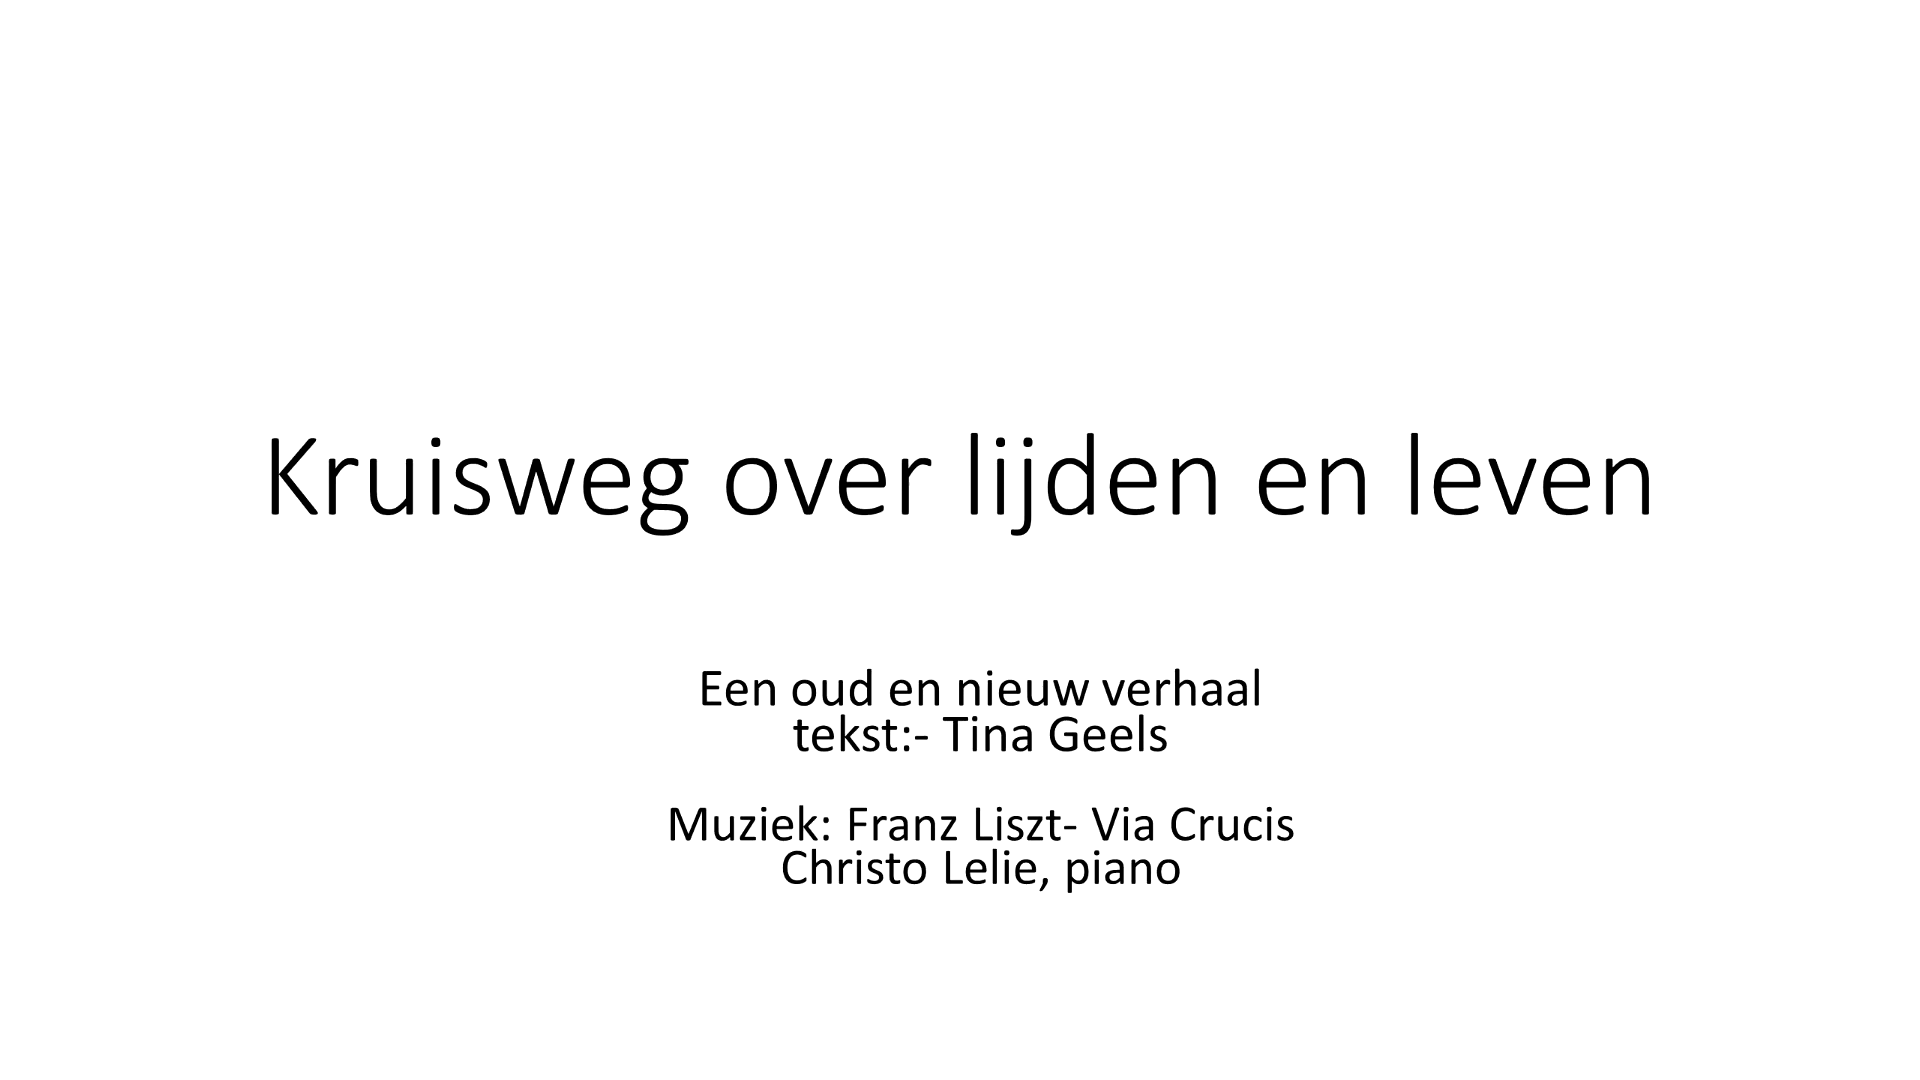 Kruisweg over lijden en leven
Een oud en nieuw verhaal
tekst:- Tina Geels
Muziek: Franz Liszt- Via Crucis
Christo Lelie, piano